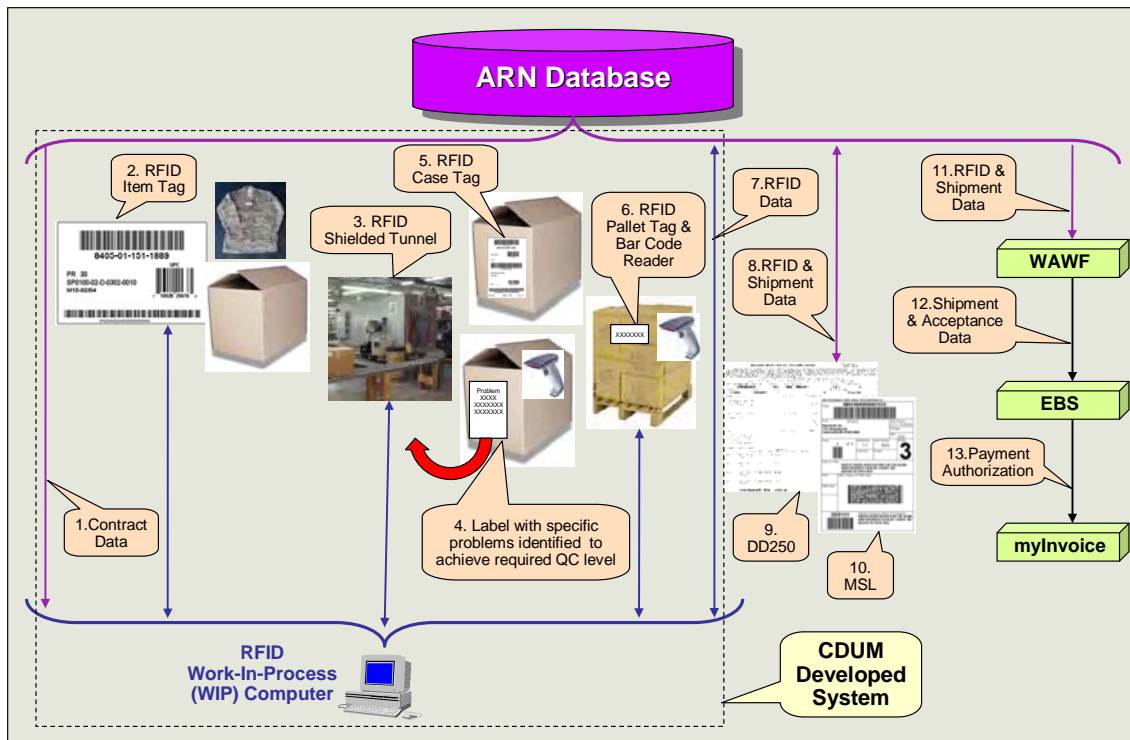 ARN Database
2. RFID
Item Tag
5. RFID
Case Tag
3. RFID
Shielded Tunnel
6. RFID
Pallet Tag &
Bar Code
Reader
7.RFID
Data
8.RFID &
Shipment
Data
11.RFID &
Shipment
Data
WAWF
12.Shipment
& Acceptance
Data
EBS
13.Payment
Authorization
myInvoice
8405-01-151-1889
UPC
PR 30
SP0100-02-D-0302-0010
XXXXXXX
Problem
XXXX
XXXXXXX
XXXXXXX
3
1.Contract
Data
4. Label with specific
problems identified to
achieve required QC level
9.
DD250
10.
MSL
RFID
Work-In-Process
(WIP) Computer
CDUM
Developed
System